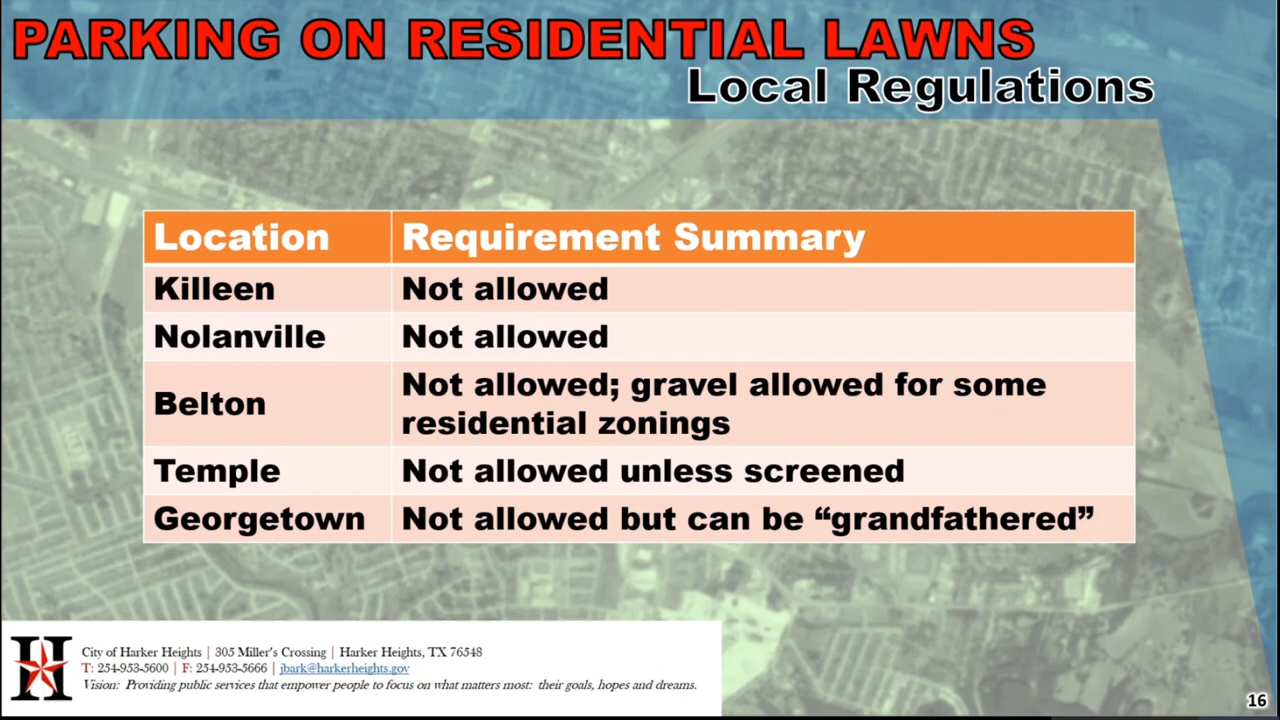 PARKING ON RESIDENTIAL LAWNS
Local Regulations
Location Requirement Summary
Killeen Not allowed
Nolanville Not allowed
Belton Not allowed; gravel allowed for some
residential zonings
Temple Not allowed unless screened
Georgetown Not allowed but can be “grandfathered”
H
City of Harker Heights | 305 Miller's Crossing | Harker Heights, TX 76548
T: 254-953-5600 | F: 254-953-5666 | jbark@harkerheights.gov
Vision: Providing public services that empower people to focus on what matters most: their goals, hopes and dreams.
16